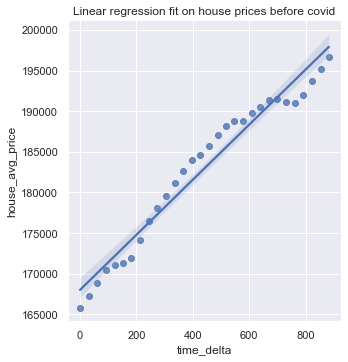 Linear regression fit on house prices before covid
200000
195000
190000
185000
180000
175000
170000
165000
house_avg_price
0 200 400 600 800
time_delta